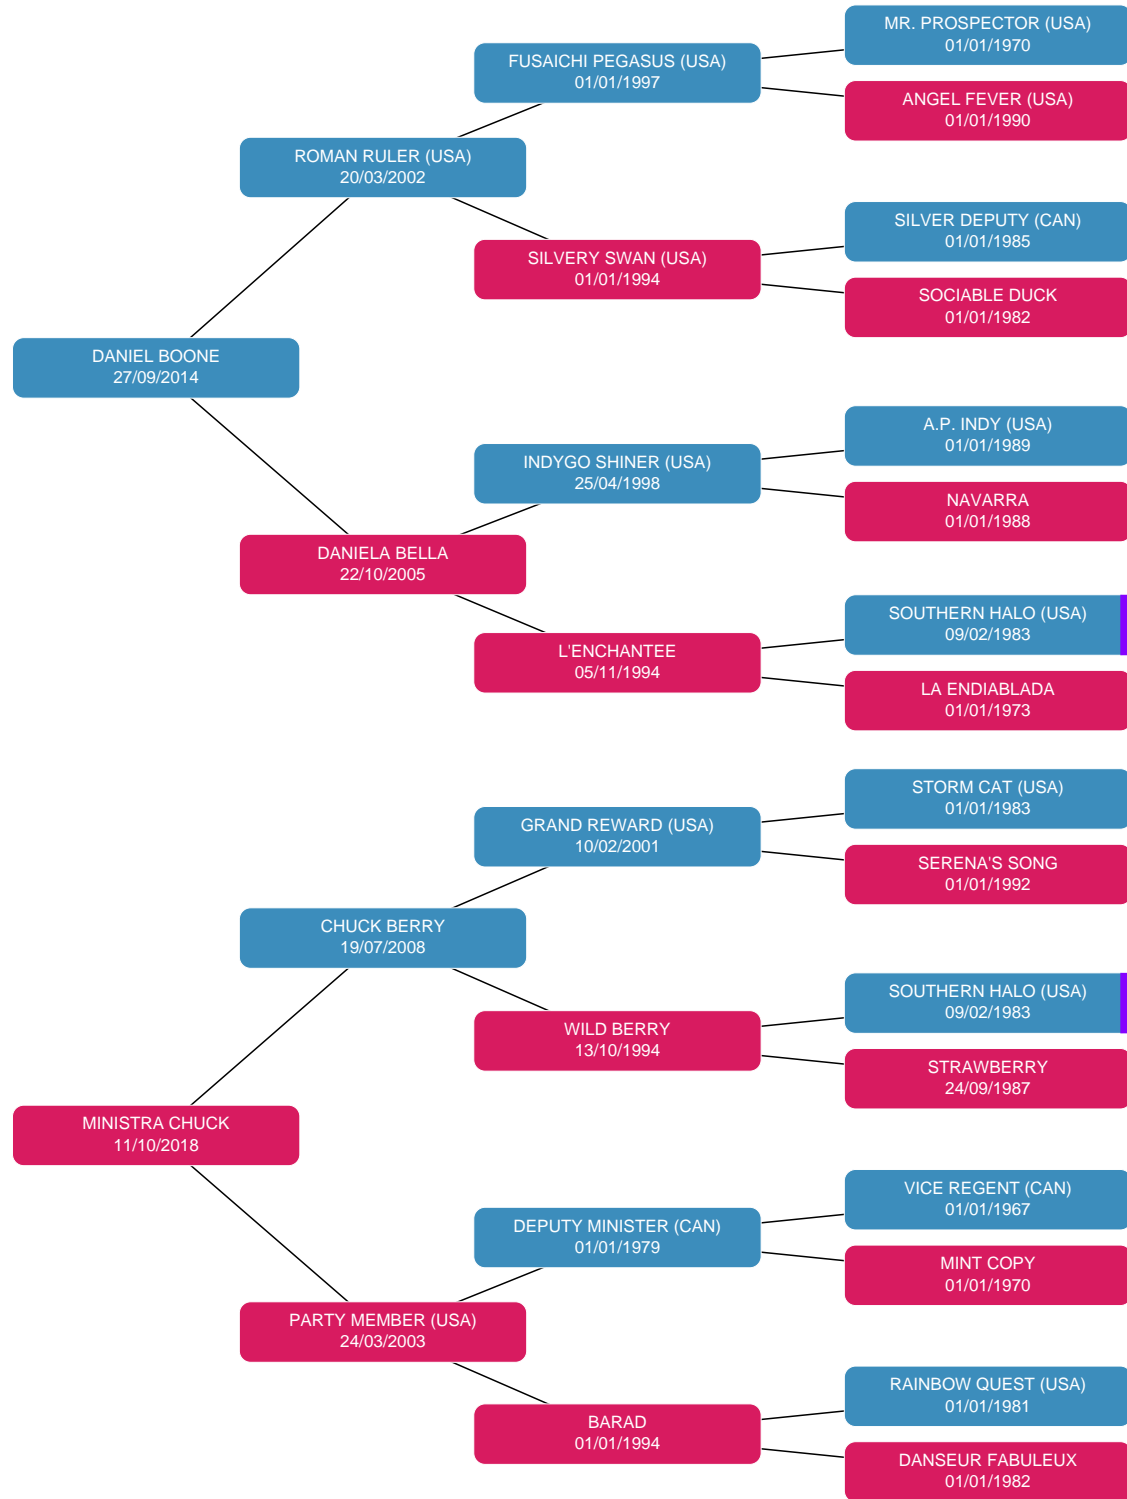 MR. PROSPECTOR (USA)
01/01/1970
FUSAICHI PEGASUS (USA)
01/01/1997
ANGEL FEVER (USA)
01/01/1990
ROMAN RULER (USA)
20/03/2002
SILVER DEPUTY (CAN)
01/01/1985
SILVERY SWAN (USA)
01/01/1994
SOCIABLE DUCK
01/01/1982
DANIEL BOONE
27/09/2014
A.P. INDY (USA)
01/01/1989
INDYGO SHINER (USA)
25/04/1998
NAVARRA
01/01/1988
DANIELA BELLA
22/10/2005
SOUTHERN HALO (USA)
09/02/1983
L'ENCHANTEE
05/11/1994
LA ENDIABLADA
01/01/1973
STORM CAT (USA)
01/01/1983
GRAND REWARD (USA)
10/02/2001
SERENA'S SONG
01/01/1992
CHUCK BERRY
19/07/2008
SOUTHERN HALO (USA)
09/02/1983
WILD BERRY
13/10/1994
STRAWBERRY
24/09/1987
MINISTRA CHUCK
11/10/2018
VICE REGENT (CAN)
01/01/1967
DEPUTY MINISTER (CAN)
01/01/1979
MINT COPY
01/01/1970
PARTY MEMBER (USA)
24/03/2003
RAINBOW QUEST (USA)
01/01/1981
BARAD
01/01/1994
DANSEUR FABULEUX
01/01/1982